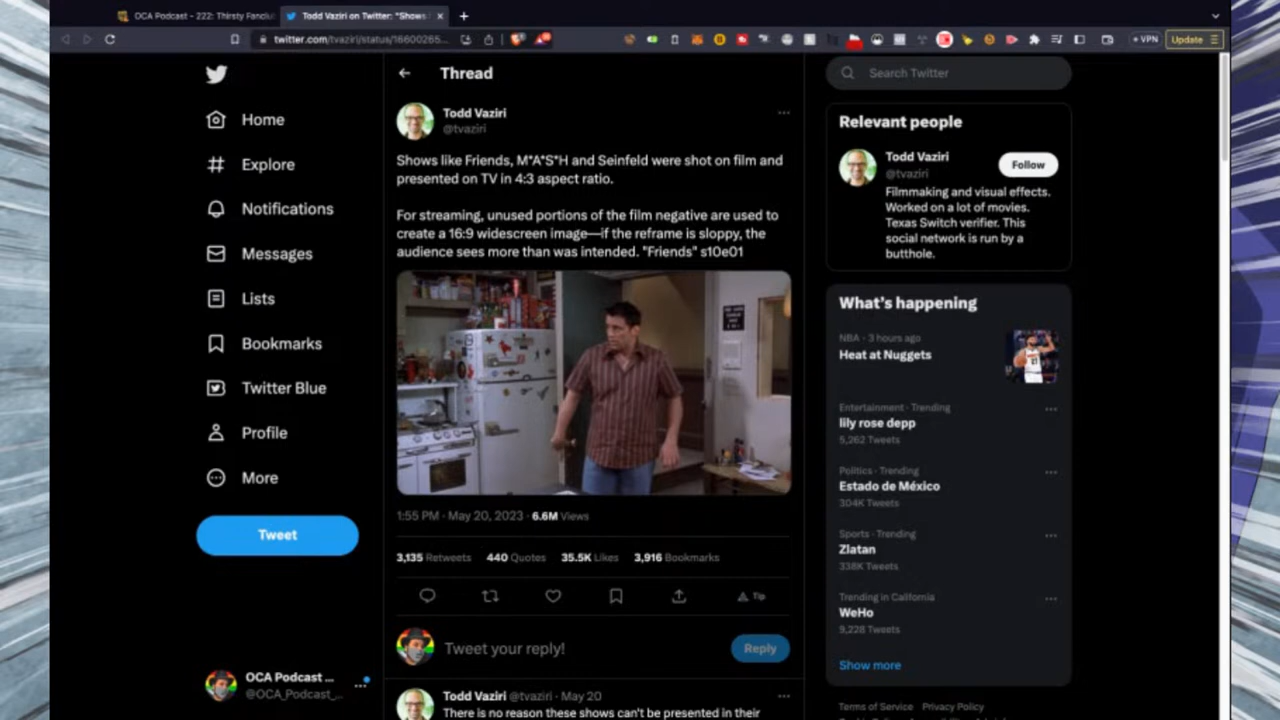 OCA Podcast - 222: Thirsty Fanclu
Todd Vaziri on Twitter: "Shows
twitter.com/tvaziri/status/16600265...
VPN
Update
Home
Explore
Notifications
Messages
Lists
Bookmarks
Twitter Blue
Profile
More
Tweet
OCA Podcast ...
@OCA_Podcast_...
Thread
Todd Vaziri
@tvaziri
Shows like Friends, M*A*S*H and Seinfeld were shot on film and
presented on TV in 4:3 aspect ratio.
For streaming, unused portions of the film negative are used to
create a 16:9 widescreen image—if the reframe is sloppy, the
audience sees more than was intended. "Friends" s10e01
1:55 PM · May 20, 2023 · 6.6M Views
3,135 Retweets 440 Quotes 35.5K Likes 3,916 Bookmarks
Tip
Tweet your reply!
Reply
Todd Vaziri @tvaziri · May 20
There is no reason these shows can't be presented in their
Search Twitter
Relevant people
Todd Vaziri
@tvaziri
Follow
Filmmaking and visual effects.
Worked on a lot of movies.
Texas Switch verifier. This
social network is run by a
butthole.
What's happening
NBA · 3 hours ago
Heat at Nuggets
Entertainment · Trending
lily rose depp
5,262 Tweets
Politics · Trending
Estado de México
304K Tweets
Sports · Trending
Zlatan
338K Tweets
Trending in California
WeHo
9,228 Tweets
Show more
Terms of Service Privacy Policy